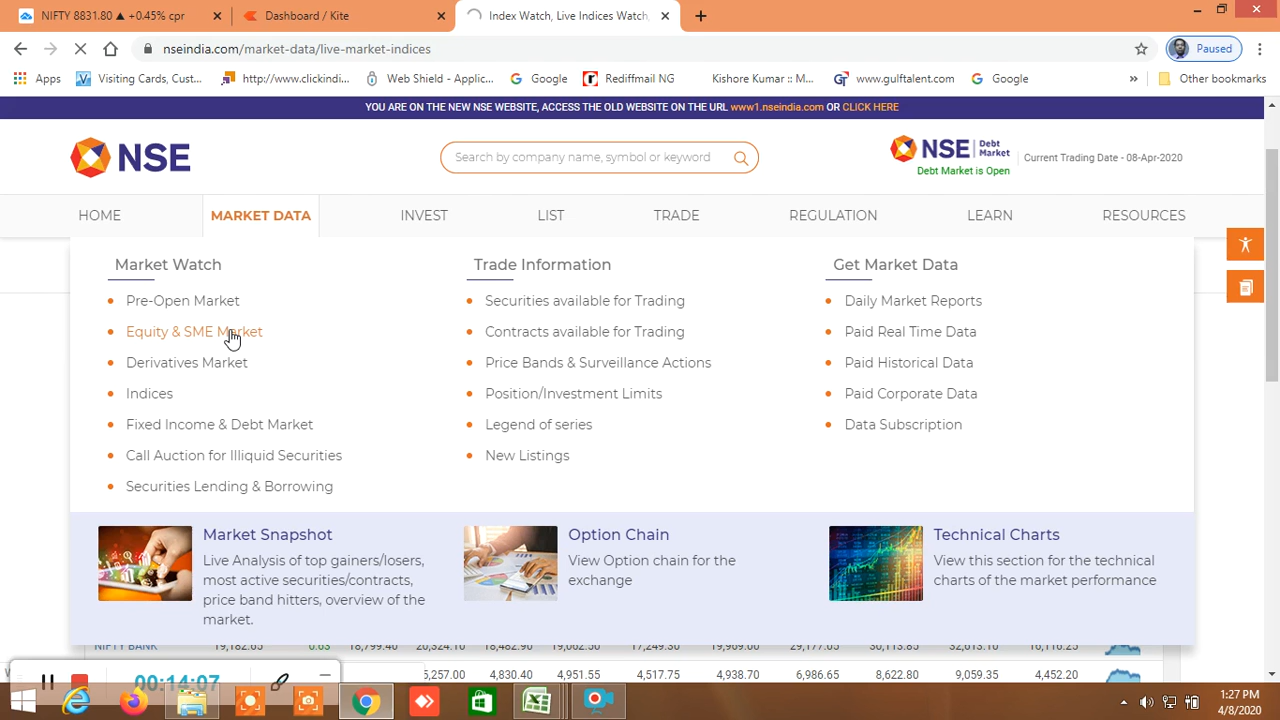 NIFTY 8831.80 ▲ +0.45% cpr
Dashboard / Kite
Index Watch, Live Indices Watch,
nseindia.com/market-data/live-market-indices
Paused
Apps
Visiting Cards, Cust...
http://www.clickindi...
Web Shield - Applic...
Google
Rediffmail NG
Kishore Kumar :: M...
www.gulftalent.com
Google
»
Other bookmarks
YOU ARE ON THE NEW NSE WEBSITE, ACCESS THE OLD WEBSITE ON THE URL www1.nseindia.com OR CLICK HERE
NSE
Search by company name, symbol or keyword
NSE Debt Market
Debt Market is Open
Current Trading Date - 08-Apr-2020
HOME
MARKET DATA
INVEST
LIST
TRADE
REGULATION
LEARN
RESOURCES
Market Watch
Pre-Open Market
Equity & SME Market
Derivatives Market
Indices
Fixed Income & Debt Market
Call Auction for Illiquid Securities
Securities Lending & Borrowing
Trade Information
Securities available for Trading
Contracts available for Trading
Price Bands & Surveillance Actions
Position/Investment Limits
Legend of series
New Listings
Get Market Data
Daily Market Reports
Paid Real Time Data
Paid Historical Data
Paid Corporate Data
Data Subscription
Market Snapshot
Live Analysis of top gainers/losers,
most active securities/contracts,
price band hitters, overview of the
market.
Option Chain
View Option chain for the
exchange
Technical Charts
View this section for the technical
charts of the market performance
5,257.00 4,830.40 4,951.55 4,517.75 4,938.70 6,986.65 8,622.80 9,059.35 4,452.20
00:14:07
1:27 PM
4/8/2020